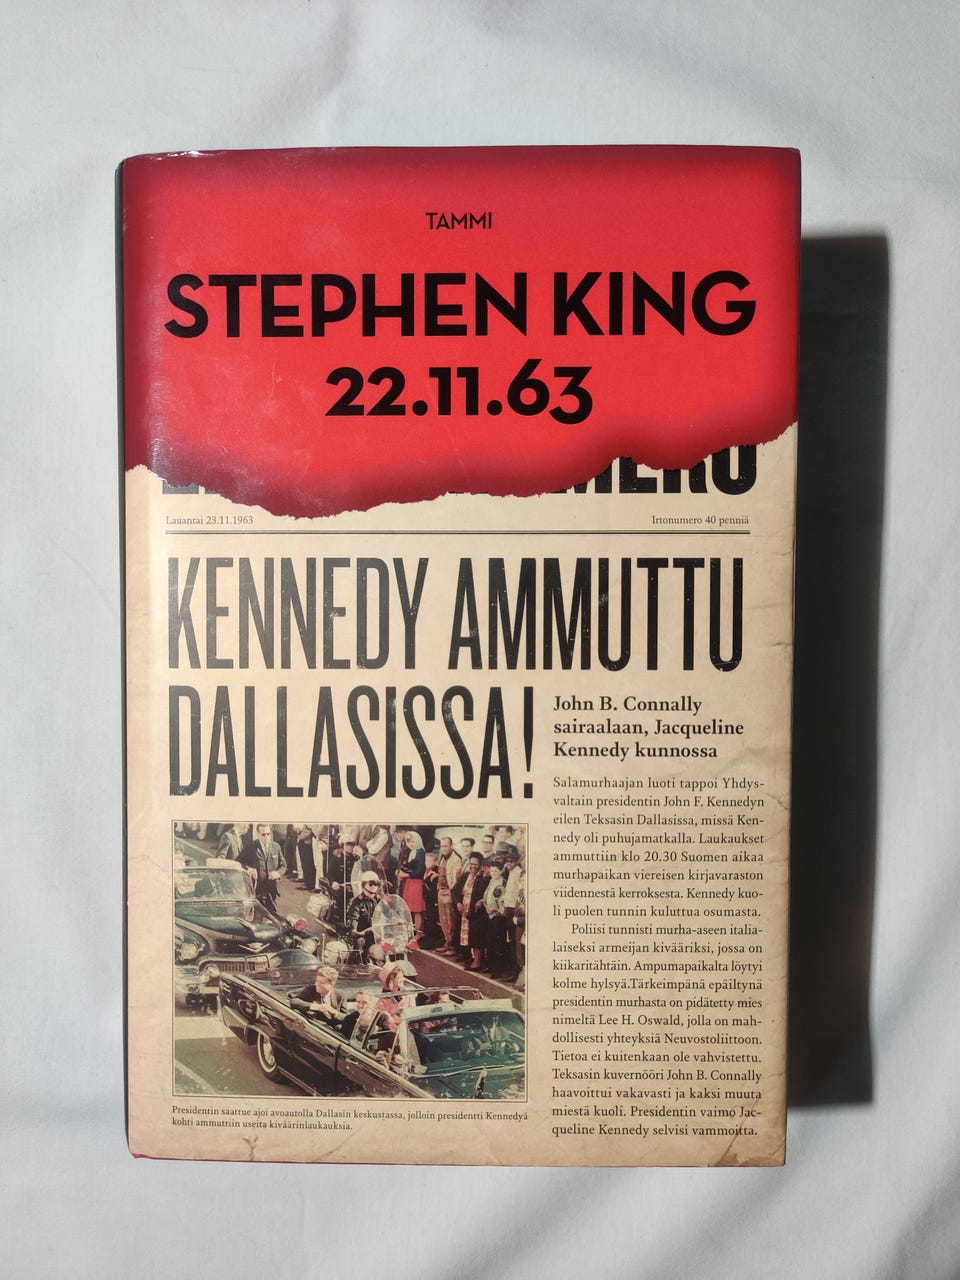 TAMMI
STEPHEN KING
22.11.63
Lauantai 23.11.1963
Irtonumero 40 penniä
KENNEDY AMMUTTU
DALLASISSA!
John B. Connally
sairaalaan, Jacqueline
Kennedy kunnossa
Salamurhaajan luoti tappoi Yhdys-
valtain presidentin John F. Kennedyn
eilen Teksasin Dallasissa, missä Ken-
nedy oli puhujamatkalla. Laukaukset
ammuttiin klo 20.30 Suomen aikaa
murhapaikan viereisen kirjavaraston
viidennestä kerroksesta. Kennedy kuo-
li puolen tunnin kuluttua osumasta.
Poliisi tunnisti murha-aseen italia-
laiseksi armeijan kivääriksi, jossa on
kiikaritähtäin. Ampumapaikalta löytyi
kolme hylsyä.Tärkeimpänä epäiltynä
presidentin murhasta on pidätetty mies
nimeltä Lee H. Oswald, jolla on mah-
dollisesti yhteyksiä Neuvostoliittoon.
Tietoa ei kuitenkaan ole vahvistettu.
Teksasin kuvernööri John B. Connally
haavoittui vakavasti ja kaksi muuta
miestä kuoli. Presidentin vaimo Jac-
queline Kennedy selvisi vammoitta.
Presidentin saattue ajoi avoautolla Dallasin keskustassa, jolloin presidentti Kennedyä
kohti ammuttiin useita kiväärinlaukauksia.